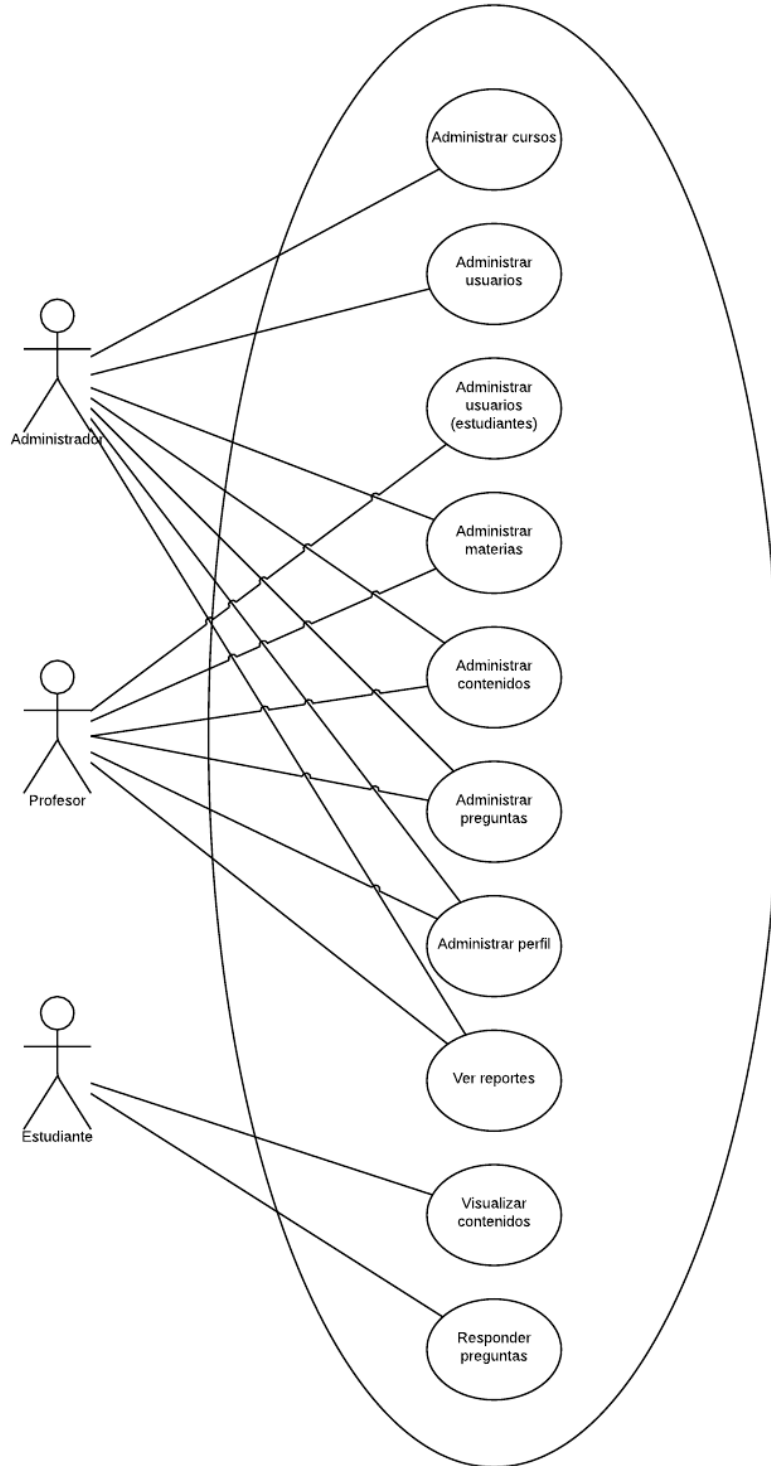 Administrar cursos
Administrar
usuarios
Administrar
usuarios
(estudiantes)
Administrador
Administrar
materias
Administrar
contenidos
Profesor
Administrar
preguntas
Administrar perfil
Ver reportes
Estudiante
Visualizar
contenidos
Responder
preguntas